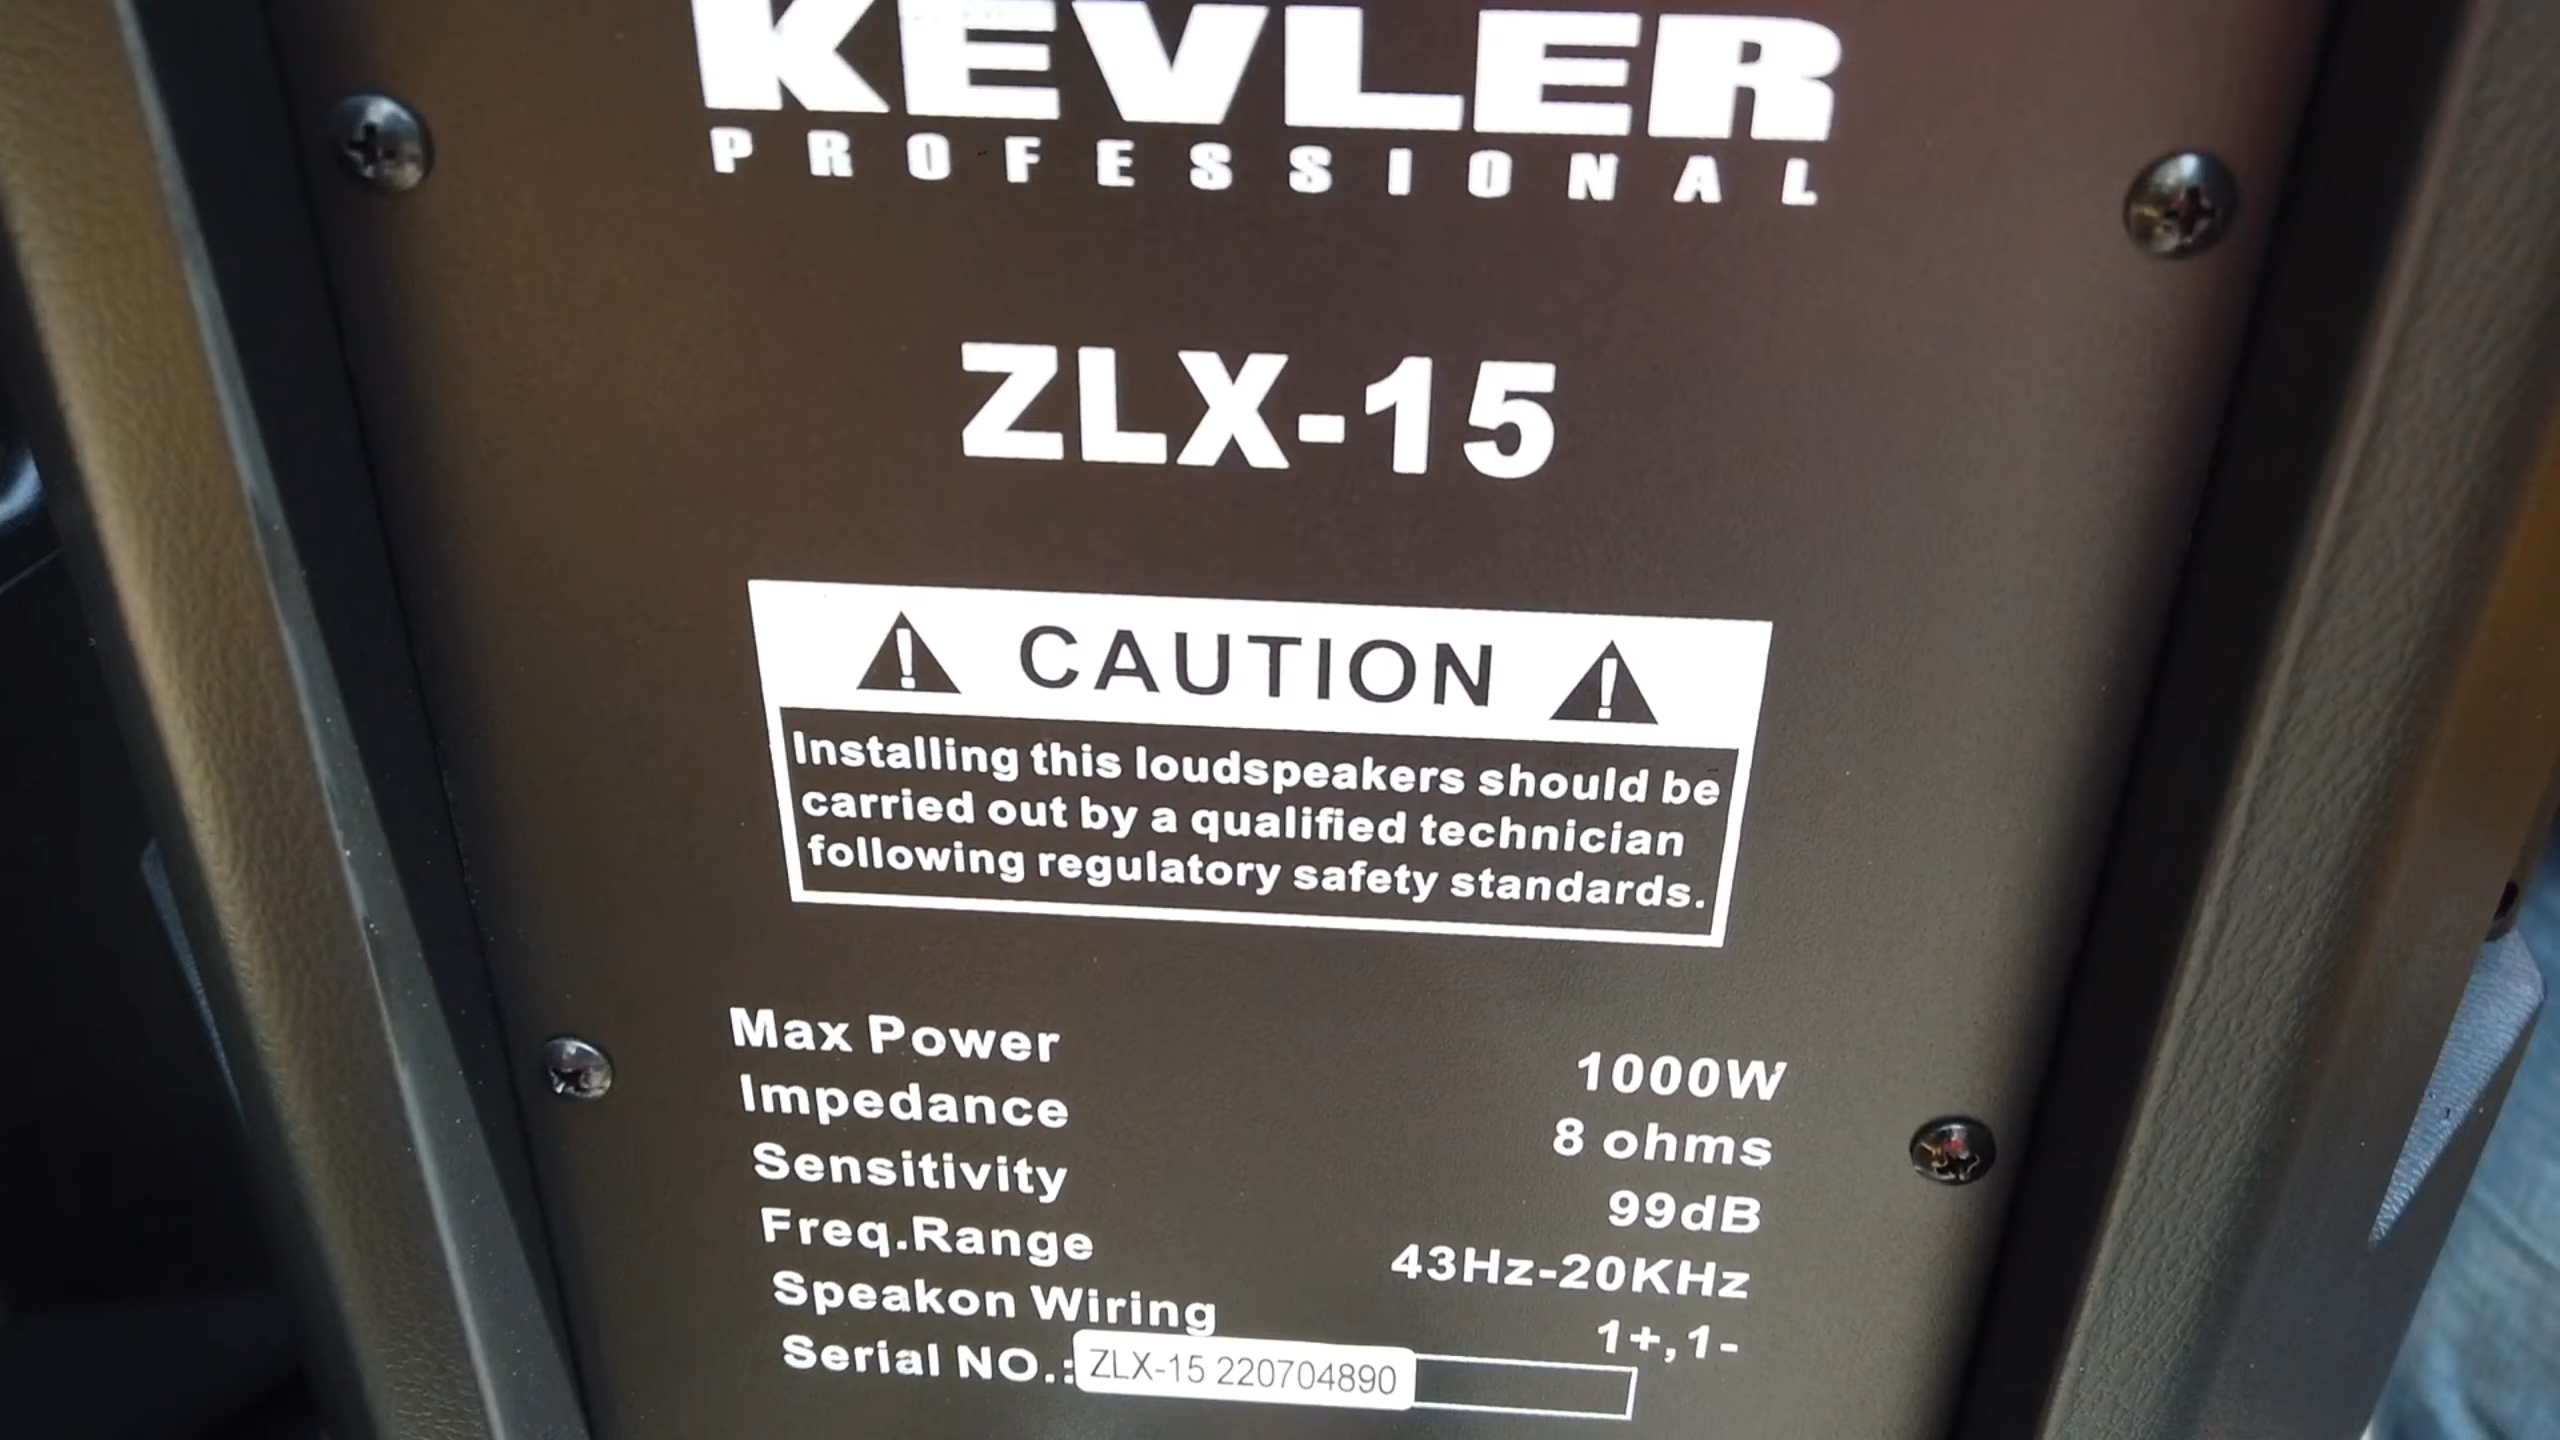 KEVLER
PROFESSIONAL
ZLX-15
CAUTION
Installing this loudspeakers should be
carried out by a qualified technician
following regulatory safety standards.
Max Power 1000W
Impedance 8 ohms
Sensitivity 99dB
Freq.Range 43Hz-20KHz
Speakon Wiring 1+,1-
Serial NO.: ZLX-15 220704890